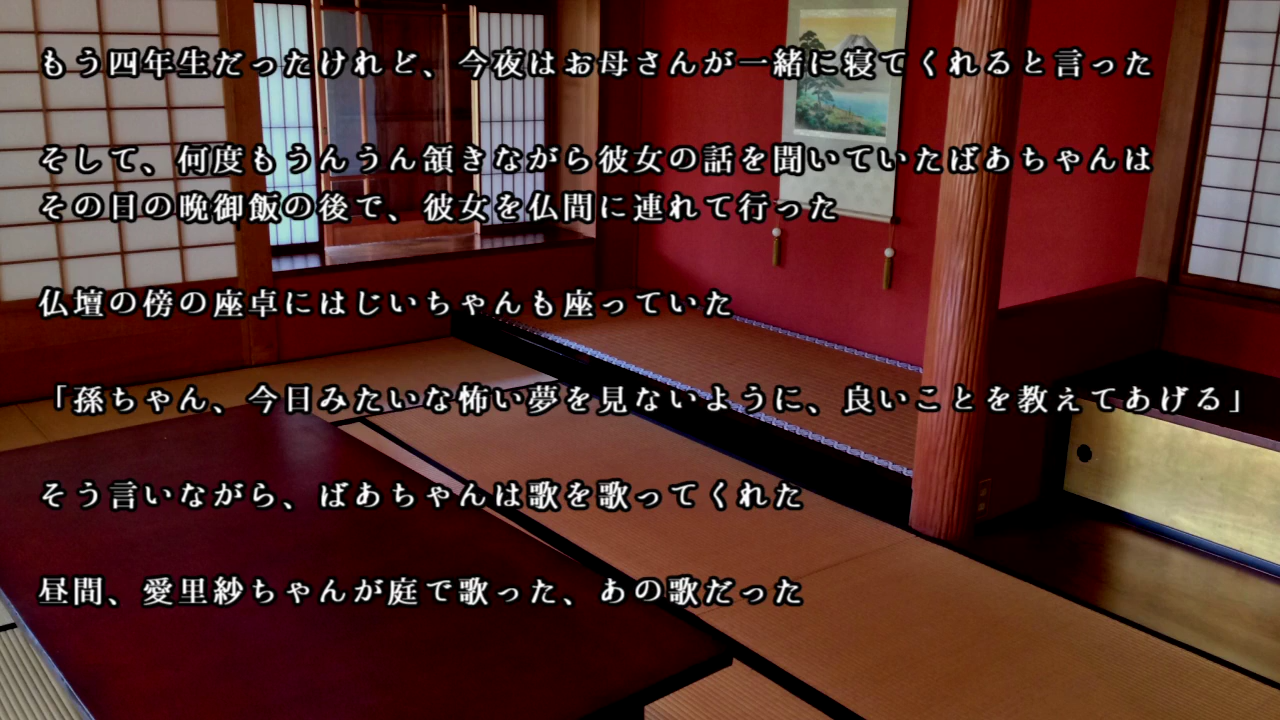 もう四年生だったけれど、今夜はお母さんが一緒に寝てくれると言った
そして、何度もうんうん頷きながら彼女の話を聞いていたばあちゃんは
その日の晩御飯の後で、彼女を仏間に連れて行った
仏壇の傍の座卓にはじいちゃんも座っていた
「孫ちゃん、今日みたいな怖い夢を見ないように、良いことを教えてあげる」
そう言いながら、ばあちゃんは歌を歌ってくれた
昼間、愛里紗ちゃんが庭で歌った、あの歌だった